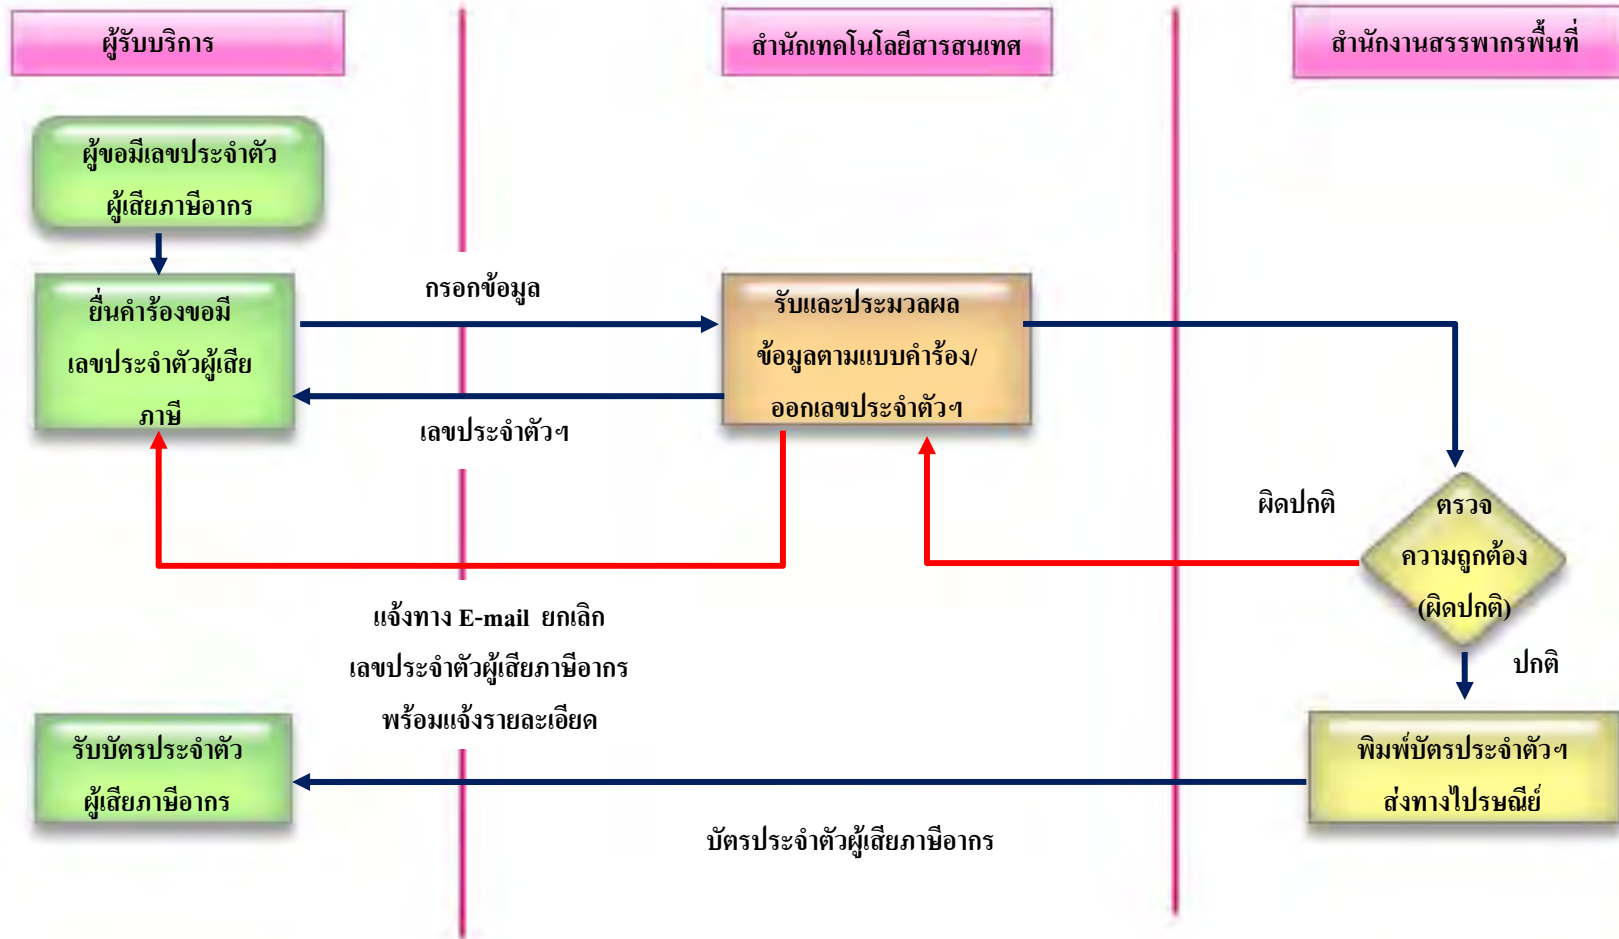 ผู้รับบริการ
สำนักเทคโนโลยีสารสนเทศ
สำนักงานสรรพากรพื้นที่
ผู้ขอมีเลขประจำตัว
ผู้เสียภาษีอากร
ยื่นคำร้องขอมี
เลขประจำตัวผู้เสีย
ภาษี
กรอกข้อมูล
เลขประจำตัวฯ
รับและประมวลผล
ข้อมูลตามแบบคำร้อง/
ออกเลขประจำตัวฯ
ผิดปกติ
ตรวจ
ความถูกต้อง
(ผิดปกติ)
ปกติ
แจ้งทาง E-mail ยกเลิก
เลขประจำตัวผู้เสียภาษีอากร
พร้อมแจ้งรายละเอียด
รับบัตรประจำตัว
ผู้เสียภาษีอากร
พิมพ์บัตรประจำตัวฯ
ส่งทางไปรษณีย์
บัตรประจำตัวผู้เสียภาษีอากร